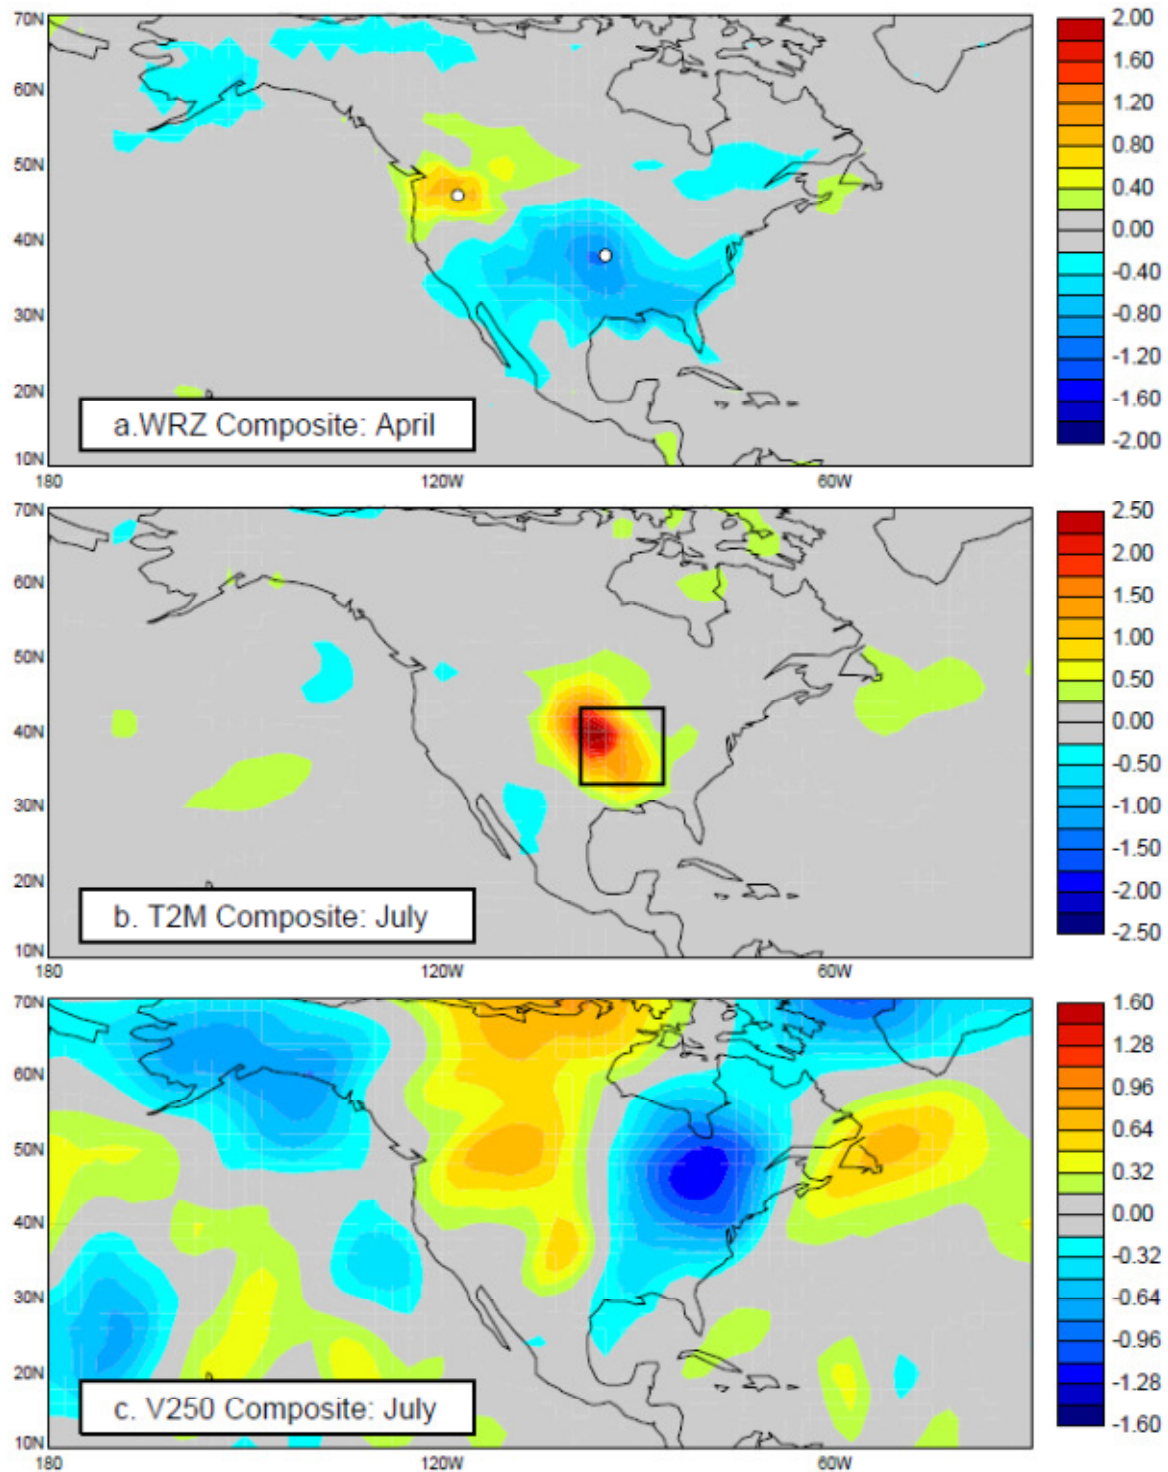 70N
60N
50N
40N
30N
20N
10N
180
120W
60W
a.WRZ Composite: April
2.00
1.60
1.20
0.80
0.40
0.00
-0.40
-0.80
-1.20
-1.60
-2.00
70N
60N
50N
40N
30N
20N
10N
180
120W
60W
b. T2M Composite: July
2.50
2.00
1.50
1.00
0.50
0.00
-0.50
-1.00
-1.50
-2.00
-2.50
70N
60N
50N
40N
30N
20N
10N
180
120W
60W
c. V250 Composite: July
1.60
1.28
0.96
0.64
0.32
0.00
-0.32
-0.64
-0.96
-1.28
-1.60